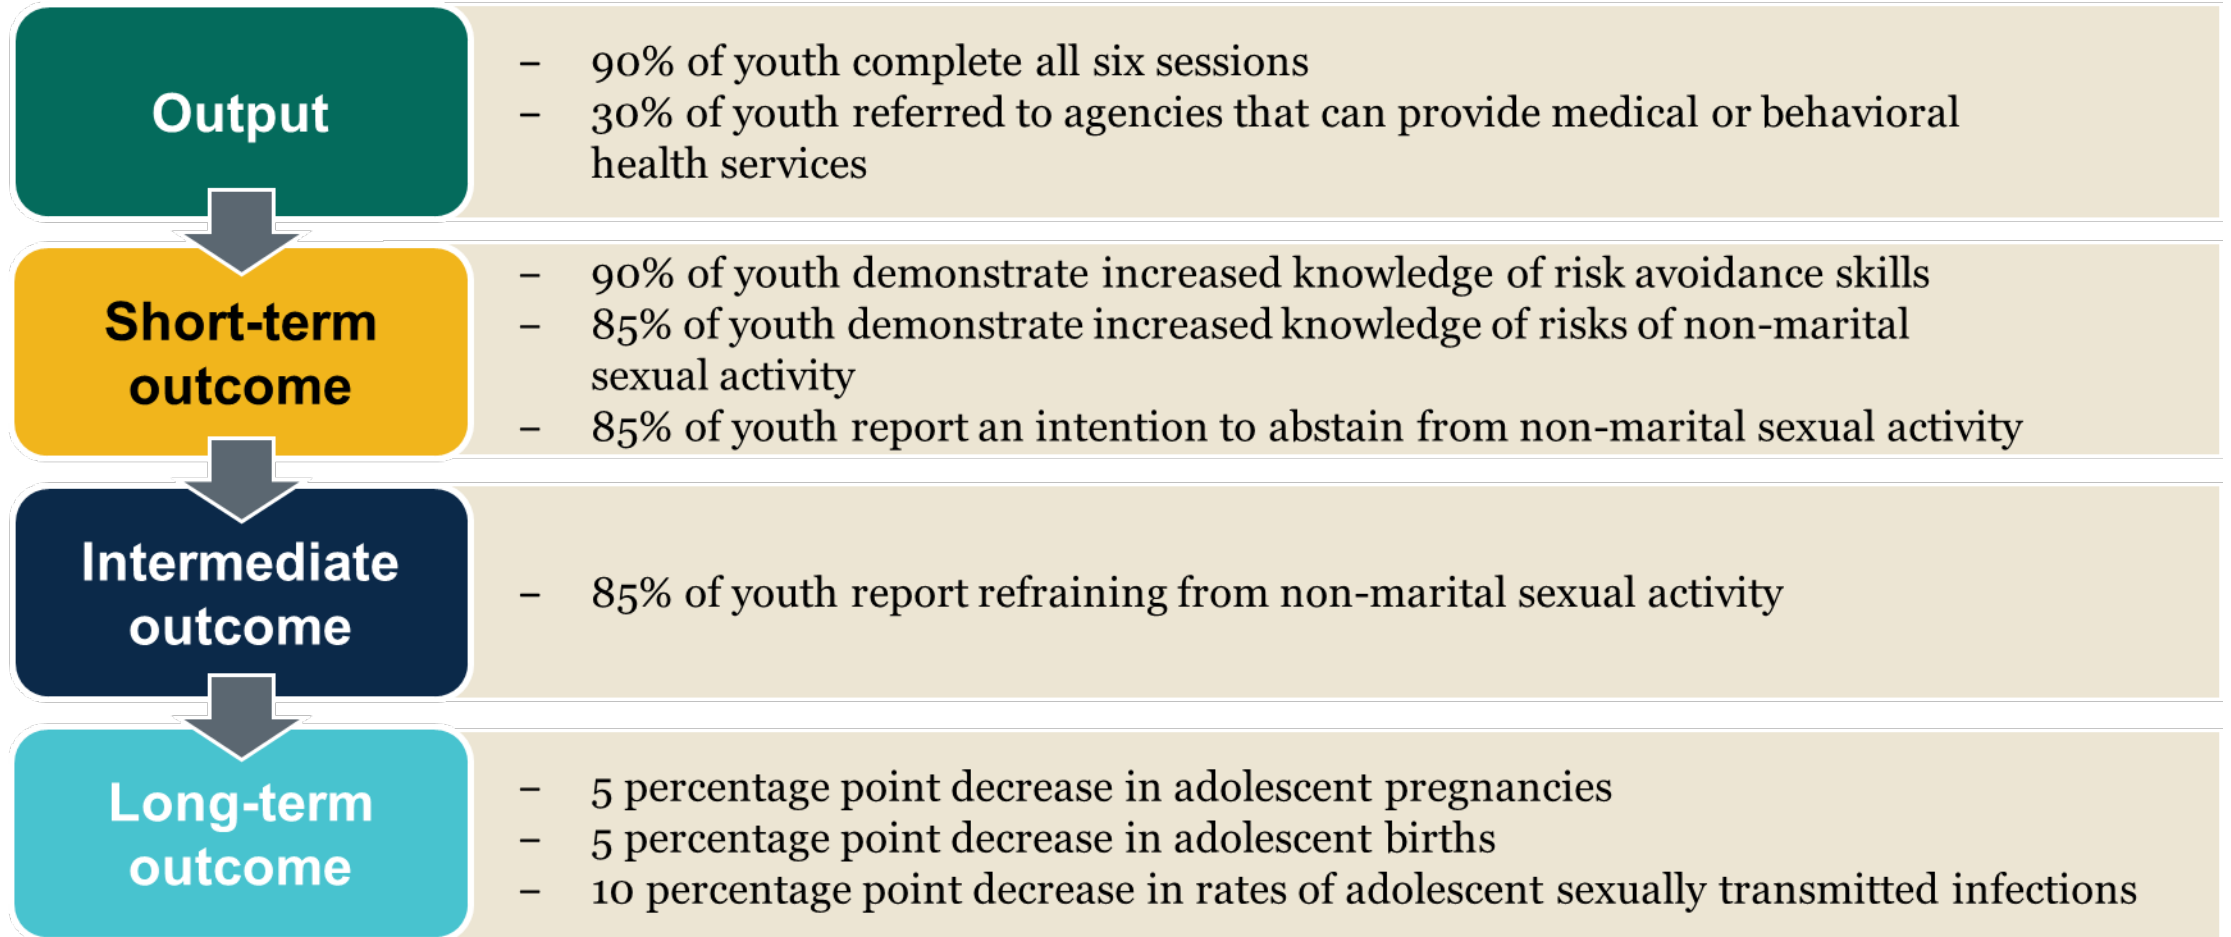 Output
– 90% of youth complete all six sessions
– 30% of youth referred to agencies that can provide medical or behavioral
health services
Short-term
outcome
– 90% of youth demonstrate increased knowledge of risk avoidance skills
– 85% of youth demonstrate increased knowledge of risks of non-marital
sexual activity
– 85% of youth report an intention to abstain from non-marital sexual activity
Intermediate
outcome
– 85% of youth report refraining from non-marital sexual activity
Long-term
outcome
– 5 percentage point decrease in adolescent pregnancies
– 5 percentage point decrease in adolescent births
– 10 percentage point decrease in rates of adolescent sexually transmitted infections